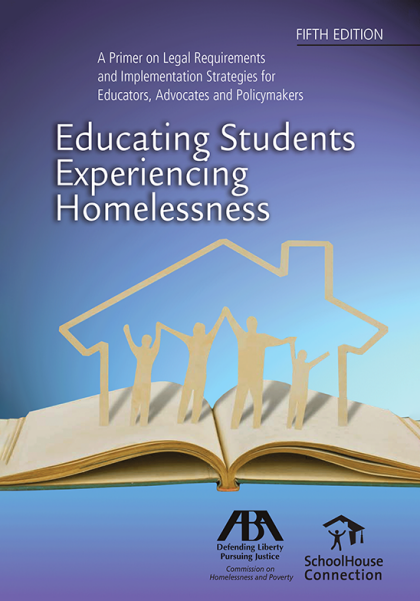 FIFTH EDITION
A Primer on Legal Requirements
and Implementation Strategies for
Educators, Advocates and Policymakers
Educating Students
Experiencing
Homelessness
ABA
Defending Liberty
Pursuing Justice
Commission on
Homelessness and Poverty
SchoolHouse
Connection